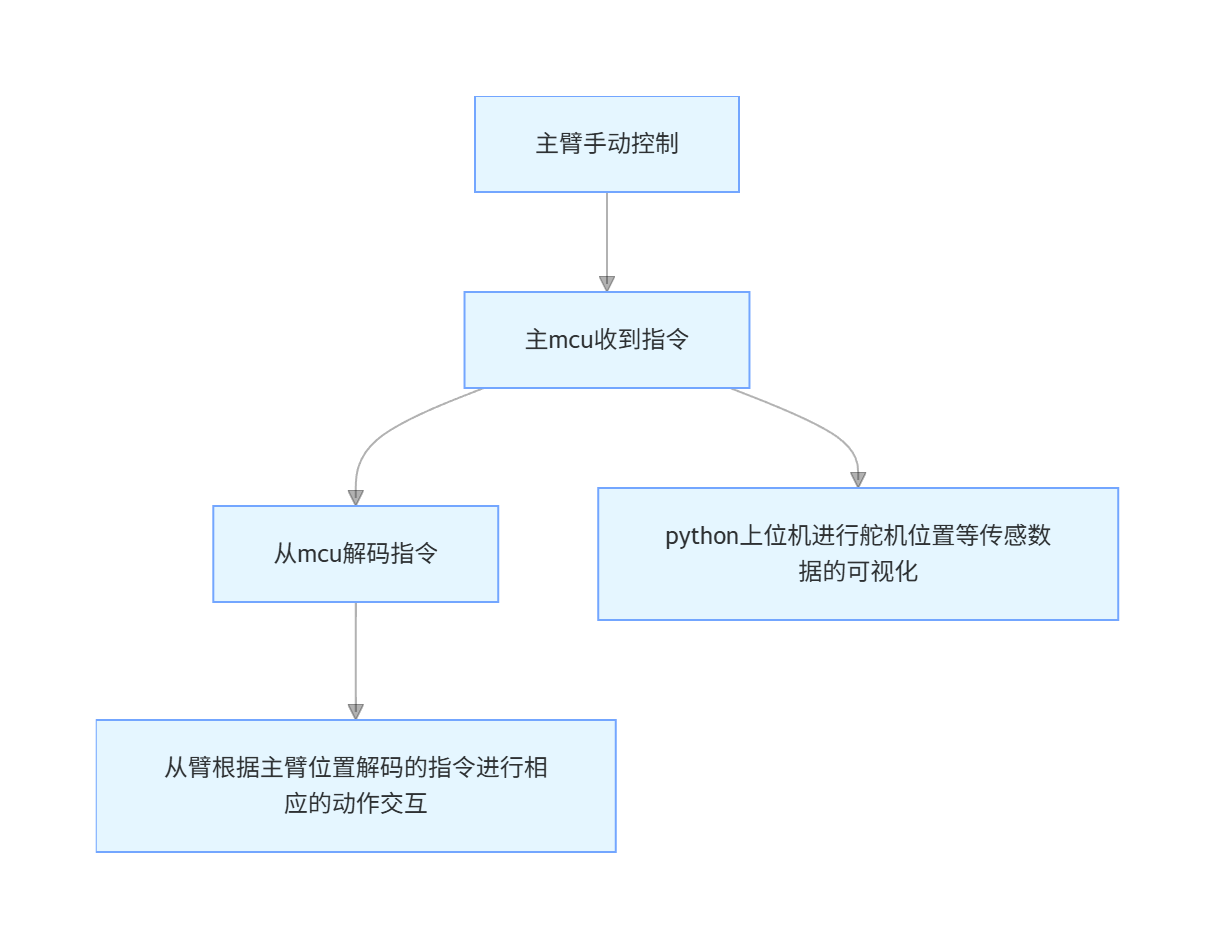 主臂手动控制
主mcu收到指令
从mcu解码指令
python上位机进行舵机位置等传感数
据的可视化
从臂根据主臂位置解码的指令进行相
应的动作交互